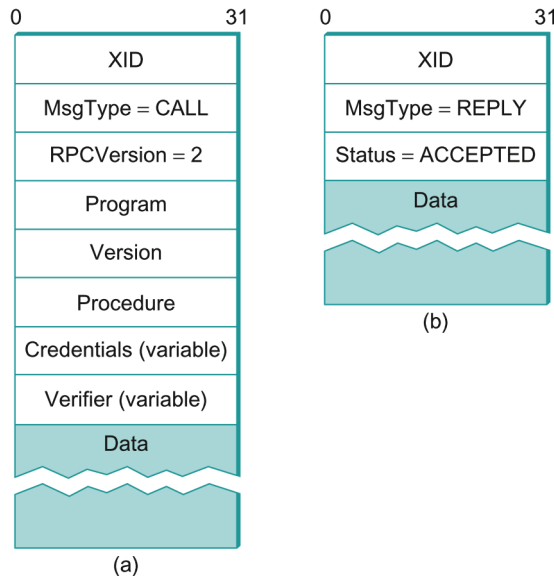 0 31
XID
MsgType = CALL
RPCVersion = 2
Program
Version
Procedure
Credentials (variable)
Verifier (variable)
Data
(a)
0 31
XID
MsgType = REPLY
Status = ACCEPTED
Data
(b)